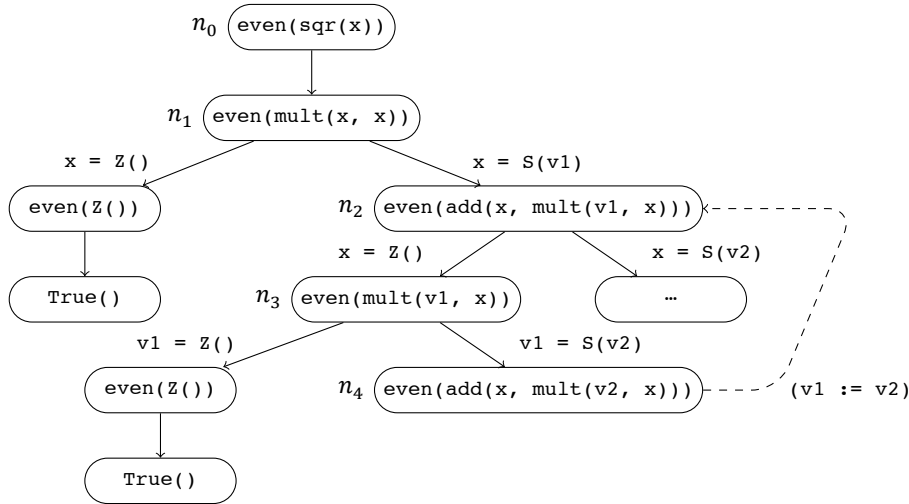 n0 even(sqr(x))
n1 even(mult(x, x))
x = Z() x = S(v1)
even(Z()) n2 even(add(x, mult(v1, x)))
x = Z() x = S(v2)
True() n3 even(mult(v1, x)) …
v1 = Z() v1 = S(v2)
even(Z()) n4 even(add(x, mult(v2, x))) (v1 := v2)
True()